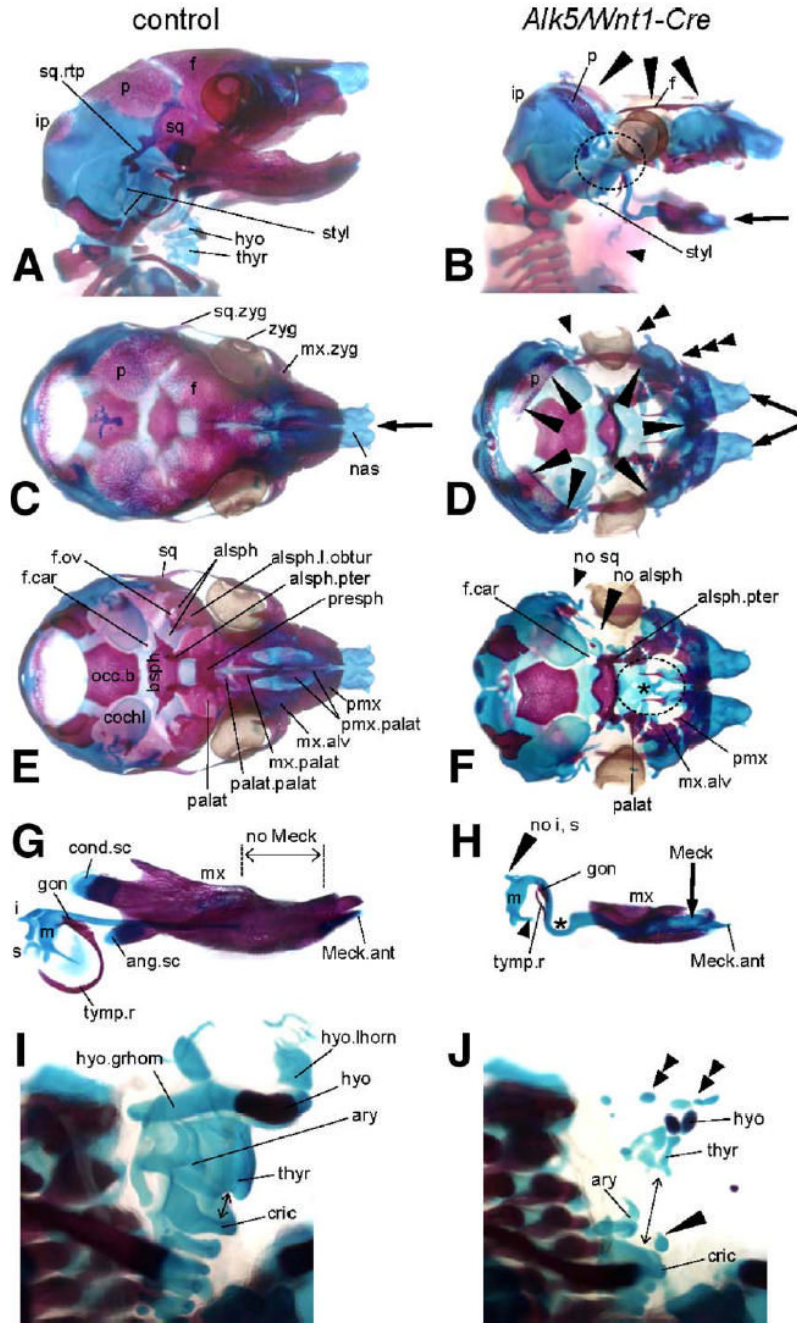 control
Alk5/Wnt1-Cre
sq.rtp
p
f
ip
sq
styl
hyo
thyr
A
p
ip
f
styl
B
sq.zyg
zyg
mx.zyg
p
f
nas
C
p
D
f.car
f.ov
sq
alsph
alsph.l.obtur
alsph.pter
presph
occ.b
bsph
cochl
pmx
pmx.palat
mx.alv
mx.palat
palat.palat
palat
E
no sq
no alsph
f.car
alsph.pter
*
pmx
mx.alv
palat
F
G
cond.sc
gon
no Meck
mx
i
m
s
ang.sc
Meck.ant
tymp.r
H
no i, s
gon
Meck
mx
m
*
tymp.r
Meck.ant
I
hyo.grhorn
hyo.lhorn
hyo
ary
thyr
cric
J
hyo
thyr
ary
cric